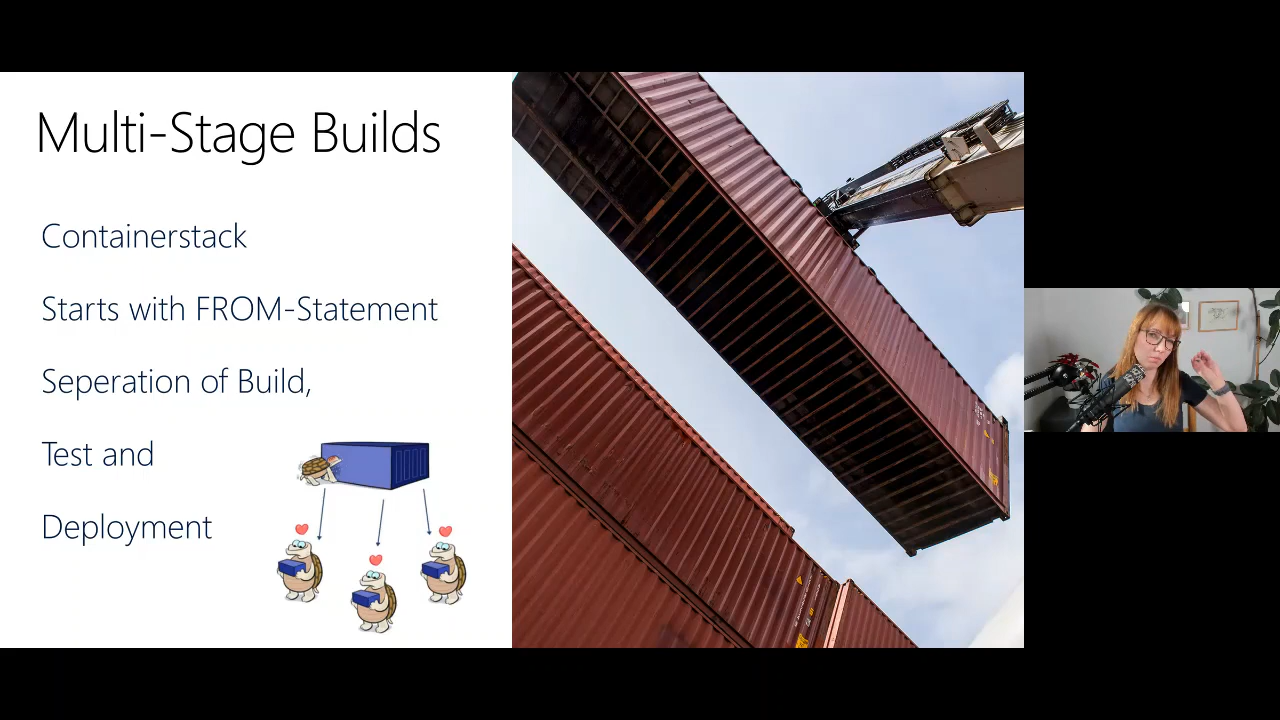 Multi-Stage Builds
Containerstack
Starts with FROM-Statement
Seperation of Build,
Test and
Deployment